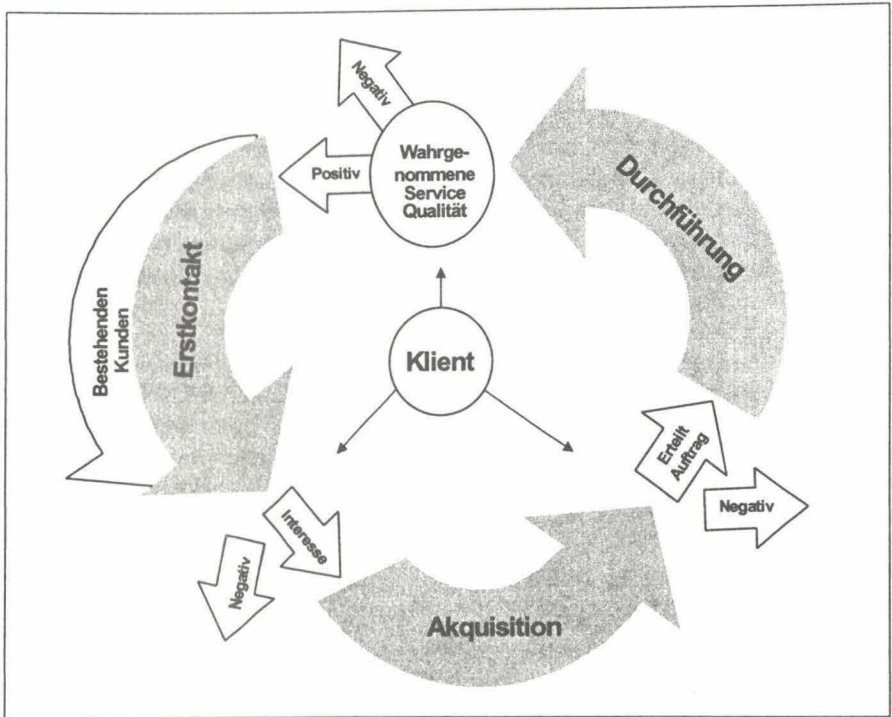 Negativ
Positiv
Wahrge-
nommene
Service
Qualität
Durchführung
Bestehenden
Kunden
Erstkontakt
Klient
Erteilt
Auftrag
Negativ
Interesse
Negativ
Akquisition